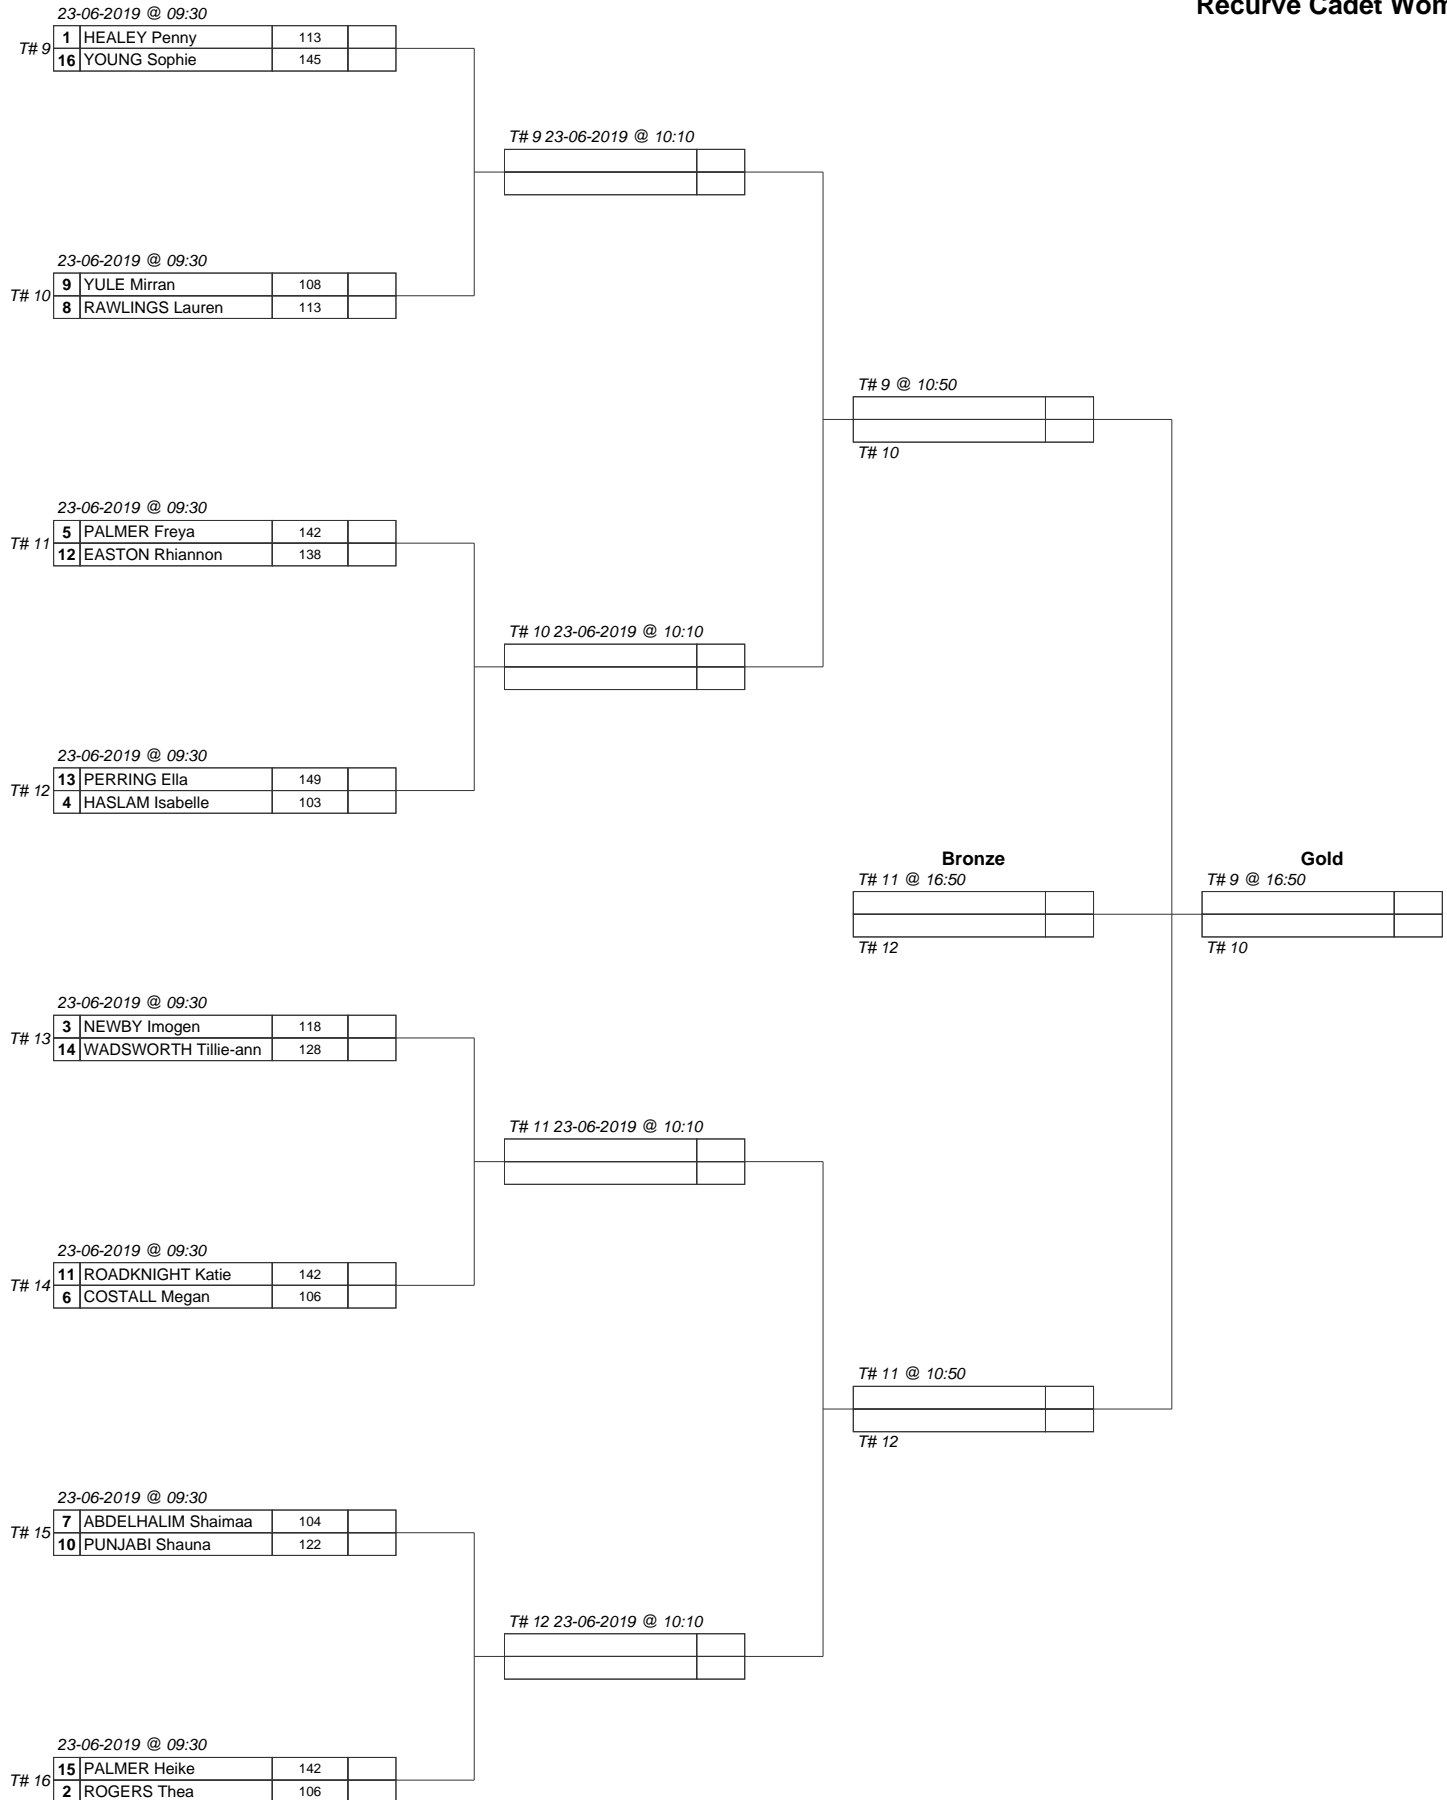 Recurve Cadet Wom
23-06-2019 @ 09:30
T# 9
1 HEALEY Penny 113
16 YOUNG Sophie 145
T# 9 23-06-2019 @ 10:10
23-06-2019 @ 09:30
T# 10
9 YULE Mirran 108
8 RAWLINGS Lauren 113
T# 9 @ 10:50
T# 10
23-06-2019 @ 09:30
T# 11
5 PALMER Freya 142
12 EASTON Rhiannon 138
T# 10 23-06-2019 @ 10:10
23-06-2019 @ 09:30
T# 12
13 PERRING Ella 149
4 HASLAM Isabelle 103
Bronze
T# 11 @ 16:50
T# 12
Gold
T# 9 @ 16:50
T# 10
23-06-2019 @ 09:30
T# 13
3 NEWBY Imogen 118
14 WADSWORTH Tillie-ann 128
T# 11 23-06-2019 @ 10:10
23-06-2019 @ 09:30
T# 14
11 ROADKNIGHT Katie 142
6 COSTALL Megan 106
T# 11 @ 10:50
T# 12
23-06-2019 @ 09:30
T# 15
7 ABDELHALIM Shaimaa 104
10 PUNJABI Shauna 122
T# 12 23-06-2019 @ 10:10
23-06-2019 @ 09:30
T# 16
15 PALMER Heike 142
2 ROGERS Thea 106